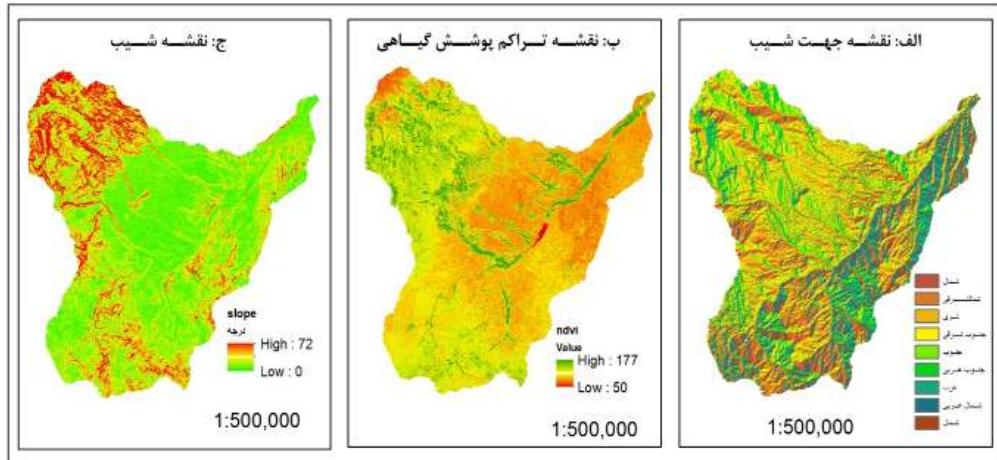 الف: نقشه جهت شیب
شمال
شمالشرقی
شرق
جنوب شرقی
جنوب
جنوب غربی
غرب
شمال غربی
شمال
1:500,000
ب: نقشه تراکم پوشش گیاهی
ndvi
Value
High : 177
Low : 50
1:500,000
ج: نقشه شیب
slope
درجه
High : 72
Low : 0
1:500,000